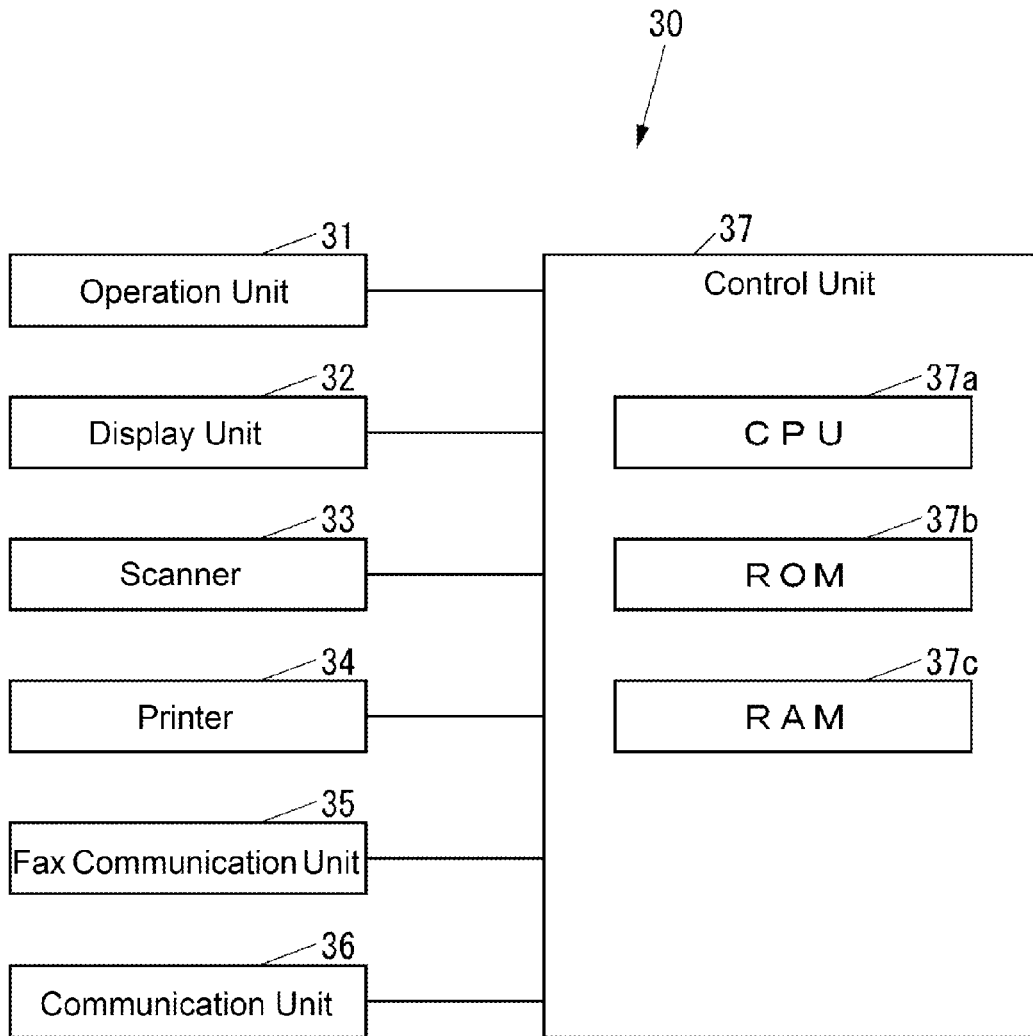 30
31
Operation Unit
32
Display Unit
33
Scanner
34
Printer
35
Fax Communication Unit
36
Communication Unit
37
Control Unit
37a
CPU
37b
ROM
37c
RAM